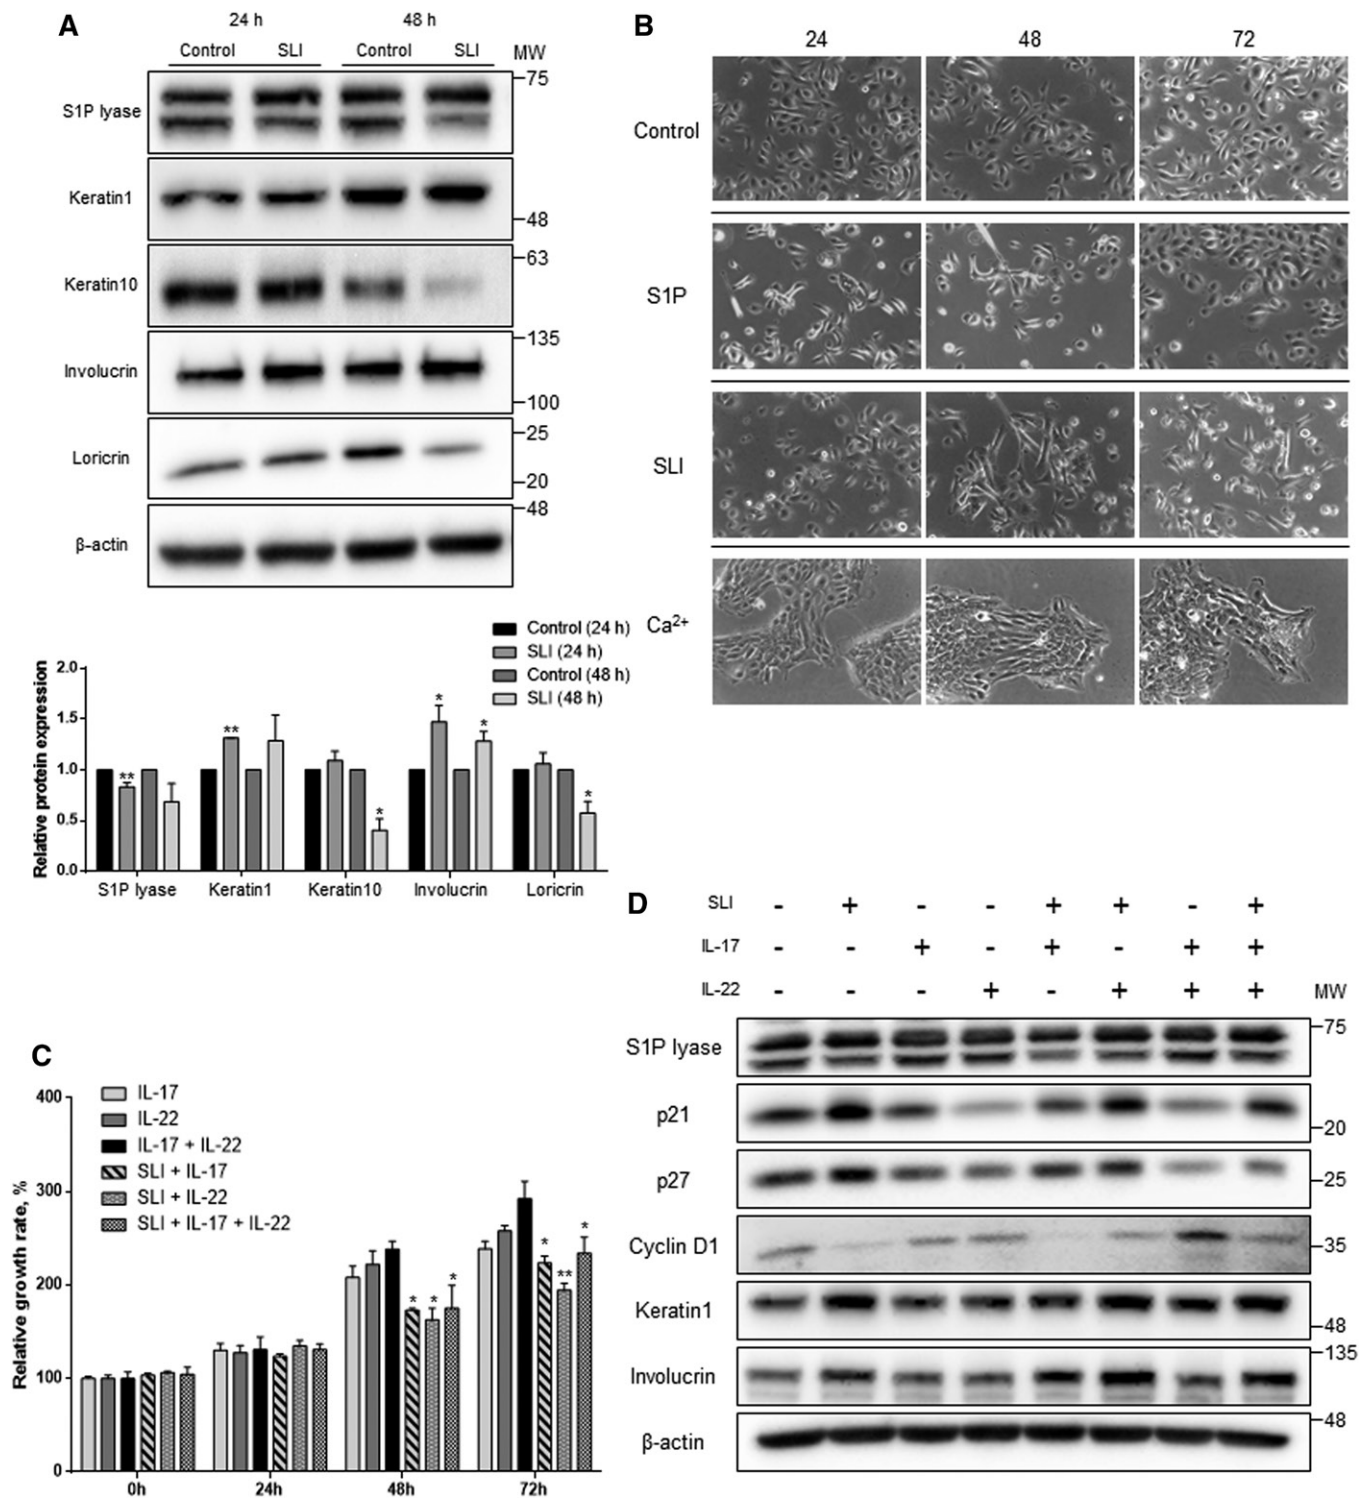 A
24 h 48 h
Control SLI Control SLI MW
S1P lyase
75
Keratin1
48
Keratin10
63
Involucrin
135
100
Loricrin
25
20
β-actin
48
Control (24 h)
SLI (24 h)
Control (48 h)
SLI (48 h)
Relative protein expression
2.0
1.5
1.0
0.5
0.0
** ** * * * *
S1P lyase Keratin1 Keratin10 Involucrin Loricrin
B
24 48 72
Control
S1P
SLI
Ca²⁺
C
IL-17
IL-22
IL-17 + IL-22
SLI + IL-17
SLI + IL-22
SLI + IL-17 + IL-22
Relative growth rate, %
400
300
200
100
0
* * * * ** *
0h 24h 48h 72h
D
SLI - + - - + + - +
IL-17 - - + - + - + +
IL-22 - - - + - + + +
MW
S1P lyase
75
p21
20
p27
25
Cyclin D1
35
Keratin1
48
Involucrin
135
β-actin
48